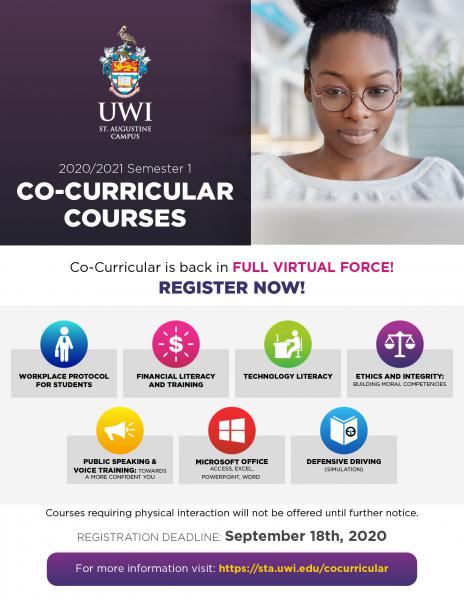 UWI
ST. AUGUSTINE
CAMPUS
2020/2021 Semester 1
CO-CURRICULAR
COURSES
Co-Curricular is back in FULL VIRTUAL FORCE!
REGISTER NOW!
WORKPLACE PROTOCOL
FOR STUDENTS
FINANCIAL LITERACY
AND TRAINING
TECHNOLOGY LITERACY
ETHICS AND INTEGRITY:
BUILDING MORAL COMPETENCIES
PUBLIC SPEAKING &
VOICE TRAINING: TOWARDS
A MORE CONFIDENT YOU
MICROSOFT OFFICE
ACCESS, EXCEL,
POWERPOINT, WORD
DEFENSIVE DRIVING
(SIMULATION)
Courses requiring physical interaction will not be offered until further notice.
REGISTRATION DEADLINE: September 18th, 2020
For more information visit: https://sta.uwi.edu/cocurricular